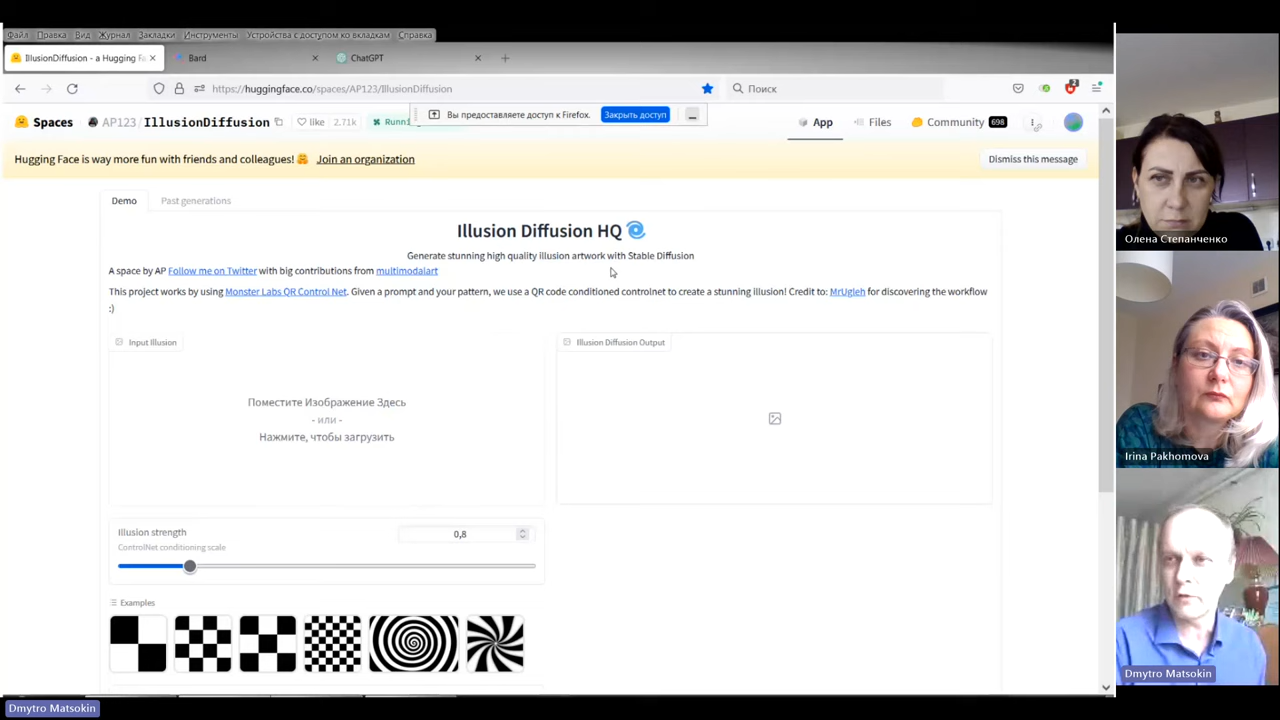 Файл Правка Вид Журнал Закладки Инструменты Устройства с доступом ко вкладкам Справка
IllusionDiffusion - a Hugging Fa
Bard
ChatGPT
https://huggingface.co/spaces/AP123/IllusionDiffusion
Поиск
2
Вы предоставляете доступ к Firefox. Закрыть доступ
Spaces AP123 / IllusionDiffusion like 2.71k Runni
App Files Community 698
Hugging Face is way more fun with friends and colleagues! 🤗 Join an organization
Dismiss this message
Demo Past generations
Illusion Diffusion HQ 🌀
Generate stunning high quality illusion artwork with Stable Diffusion
A space by AP Follow me on Twitter with big contributions from multimodalart
This project works by using Monster Labs QR Control Net. Given a prompt and your pattern, we use a QR code conditioned controlnet to create a stunning illusion! Credit to: MrUgleh for discovering the workflow
:)
Input Illusion
Illusion Diffusion Output
Поместите Изображение Здесь
- или -
Нажмите, чтобы загрузить
Illusion strength
0,8
ControlNet conditioning scale
Examples
Олена Степанченко
Irina Pakhomova
Dmytro Matsokin
Dmytro Matsokin